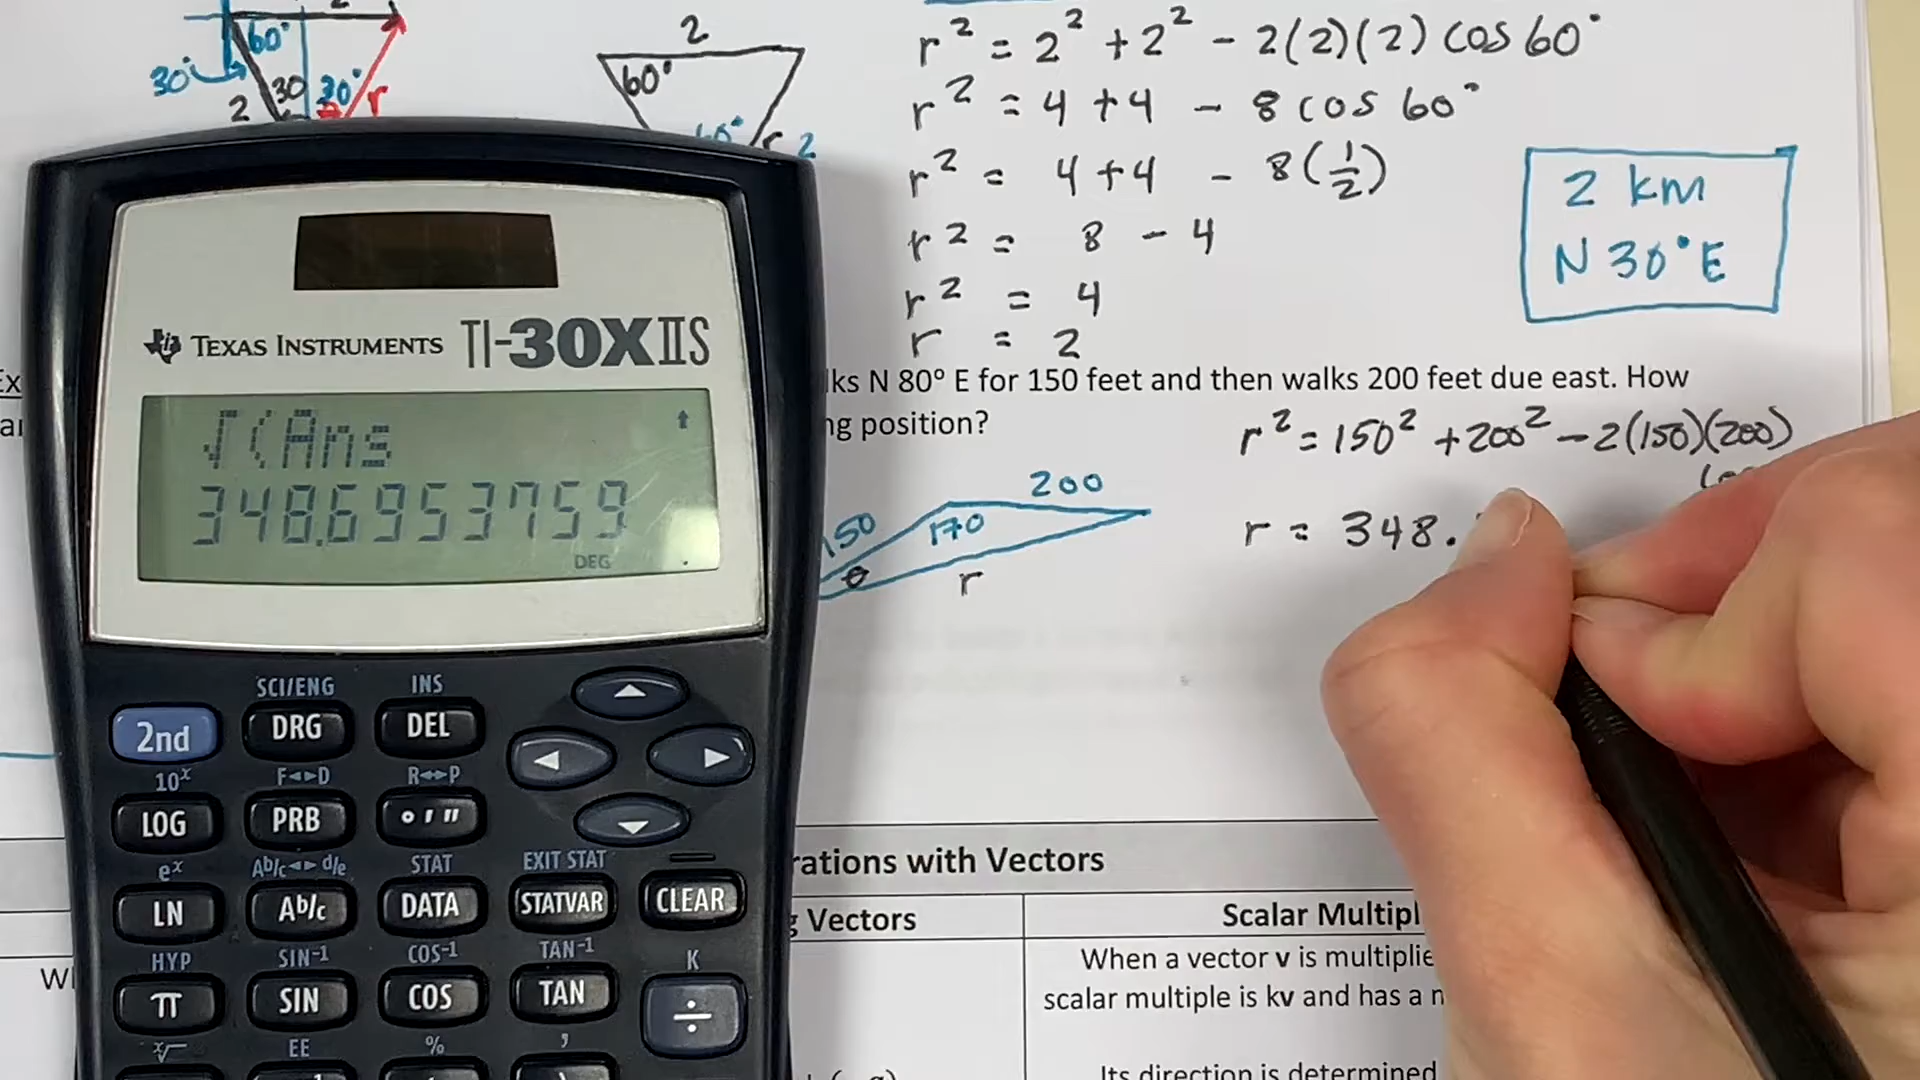 60°
30°
30
30°
2
r
2
60°
r
2
r² = 2² + 2² - 2(2)(2) cos 60°
r² = 4 + 4 - 8 cos 60°
r² = 4 + 4 - 8(1/2)
r² = 8 - 4
r² = 4
r = 2
2 km
N 30° E
Ex
ks N 80° E for 150 feet and then walks 200 feet due east. How
ng position?
r² = 150² + 200² - 2(150)(200)
r = 348.
200
150
170
θ
r
TEXAS INSTRUMENTS TI-30XIIS
√(Ans
348.6953759
DEG
SCI/ENG INS
2nd DRG DEL
10ˣ F◄►D R◄►P
LOG PRB ° ' "
eˣ Ab/c◄►d/e STAT EXIT STAT
LN Ab/c DATA STATVAR CLEAR
HYP SIN⁻¹ COS⁻¹ TAN⁻¹ K
π SIN COS TAN ÷
ˣ√ EE % ,
rations with Vectors
Vectors
Scalar Multipl
When a vector v is multiplie
scalar multiple is kv and has a
Its direction is determined